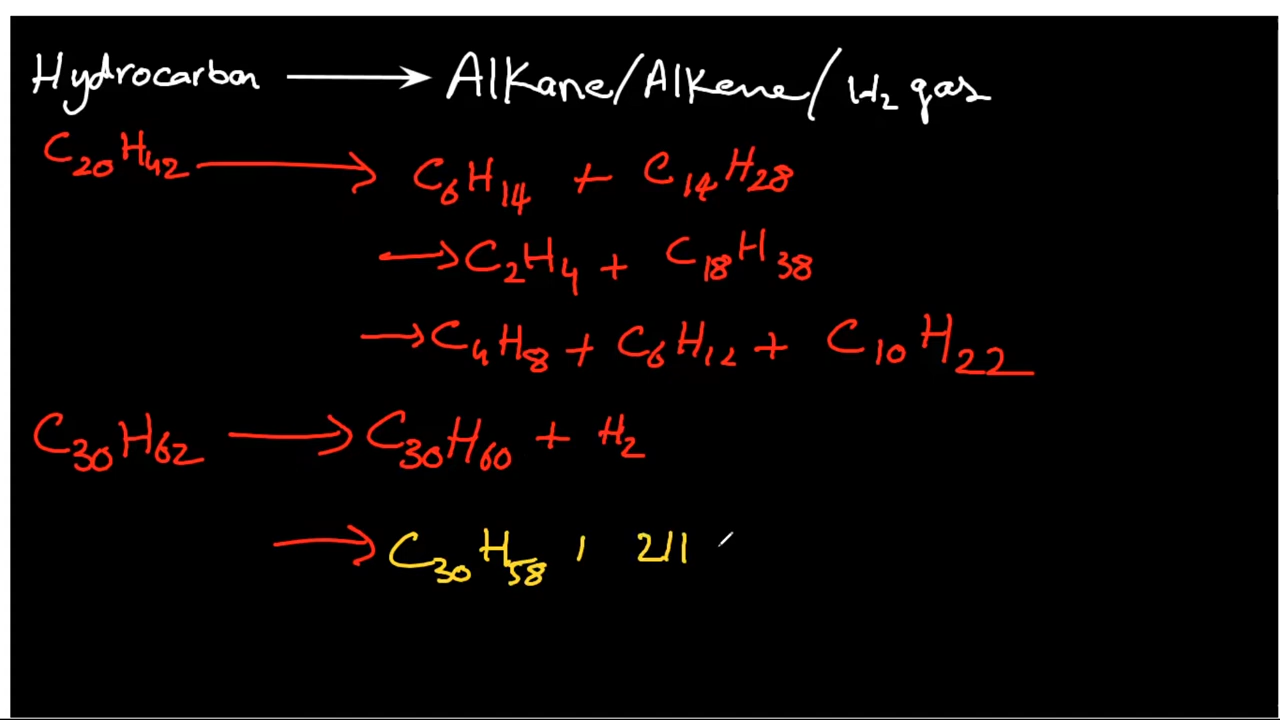 Hydrocarbon → Alkane/Alkene/H₂ gas
C₂₀H₄₂ → C₆H₁₄ + C₁₄H₂₈
→ C₂H₄ + C₁₈H₃₈
→ C₄H₈ + C₆H₁₂ + C₁₀H₂₂
C₃₀H₆₂ → C₃₀H₆₀ + H₂
→ C₃₀H₅₈